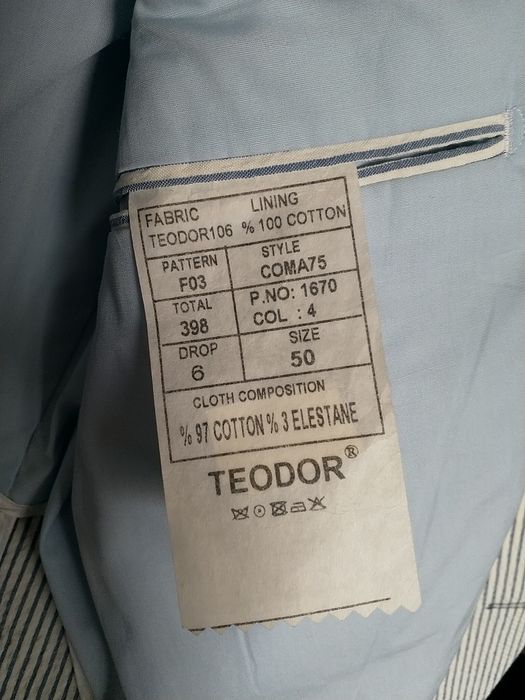 FABRIC LINING
TEODOR106 % 100 COTTON
PATTERN STYLE
F03 COMA75
TOTAL P.NO: 1670
398 COL : 4
DROP SIZE
6 50
CLOTH COMPOSITION
% 97 COTTON % 3 ELESTANE
TEODOR®